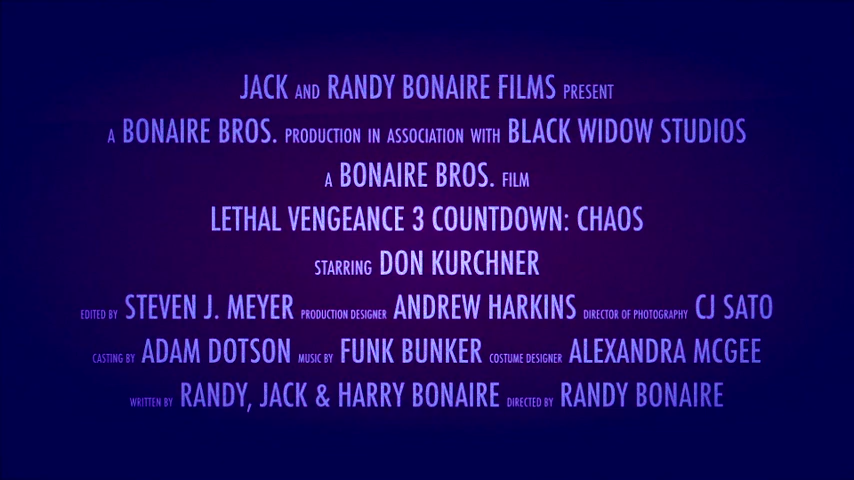 JACK AND RANDY BONAIRE FILMS PRESENT
A BONAIRE BROS. PRODUCTION IN ASSOCIATION WITH BLACK WIDOW STUDIOS
A BONAIRE BROS. FILM
LETHAL VENGEANCE 3 COUNTDOWN: CHAOS
STARRING DON KURCHNER
EDITED BY STEVEN J. MEYER PRODUCTION DESIGNER ANDREW HARKINS DIRECTOR OF PHOTOGRAPHY CJ SATO
CASTING BY ADAM DOTSON MUSIC BY FUNK BUNKER COSTUME DESIGNER ALEXANDRA MCGEE
WRITTEN BY RANDY, JACK & HARRY BONAIRE DIRECTED BY RANDY BONAIRE